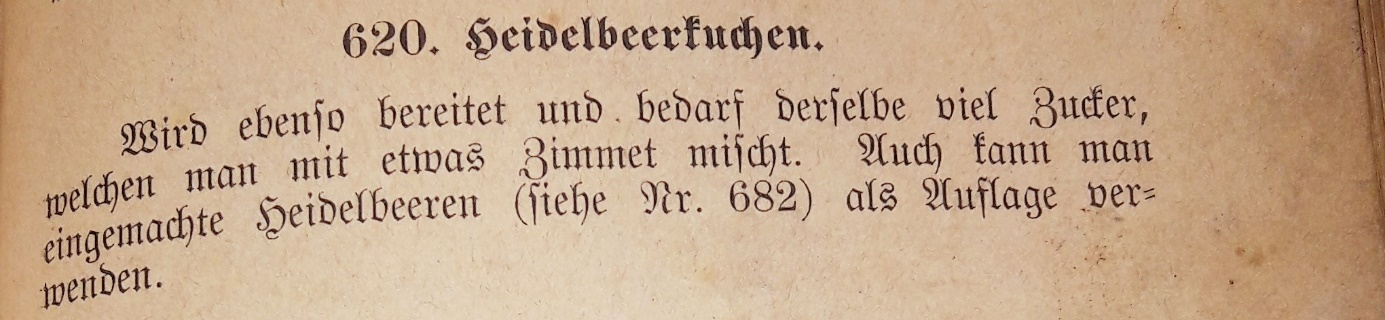 620. Heidelbeerkuchen.
Wird ebenso bereitet und bedarf derselbe viel Zucker,
welchen man mit etwas Zimmet mischt. Auch kann man
eingemachte Heidelbeeren (siehe Nr. 682) als Auflage ver-
wenden.